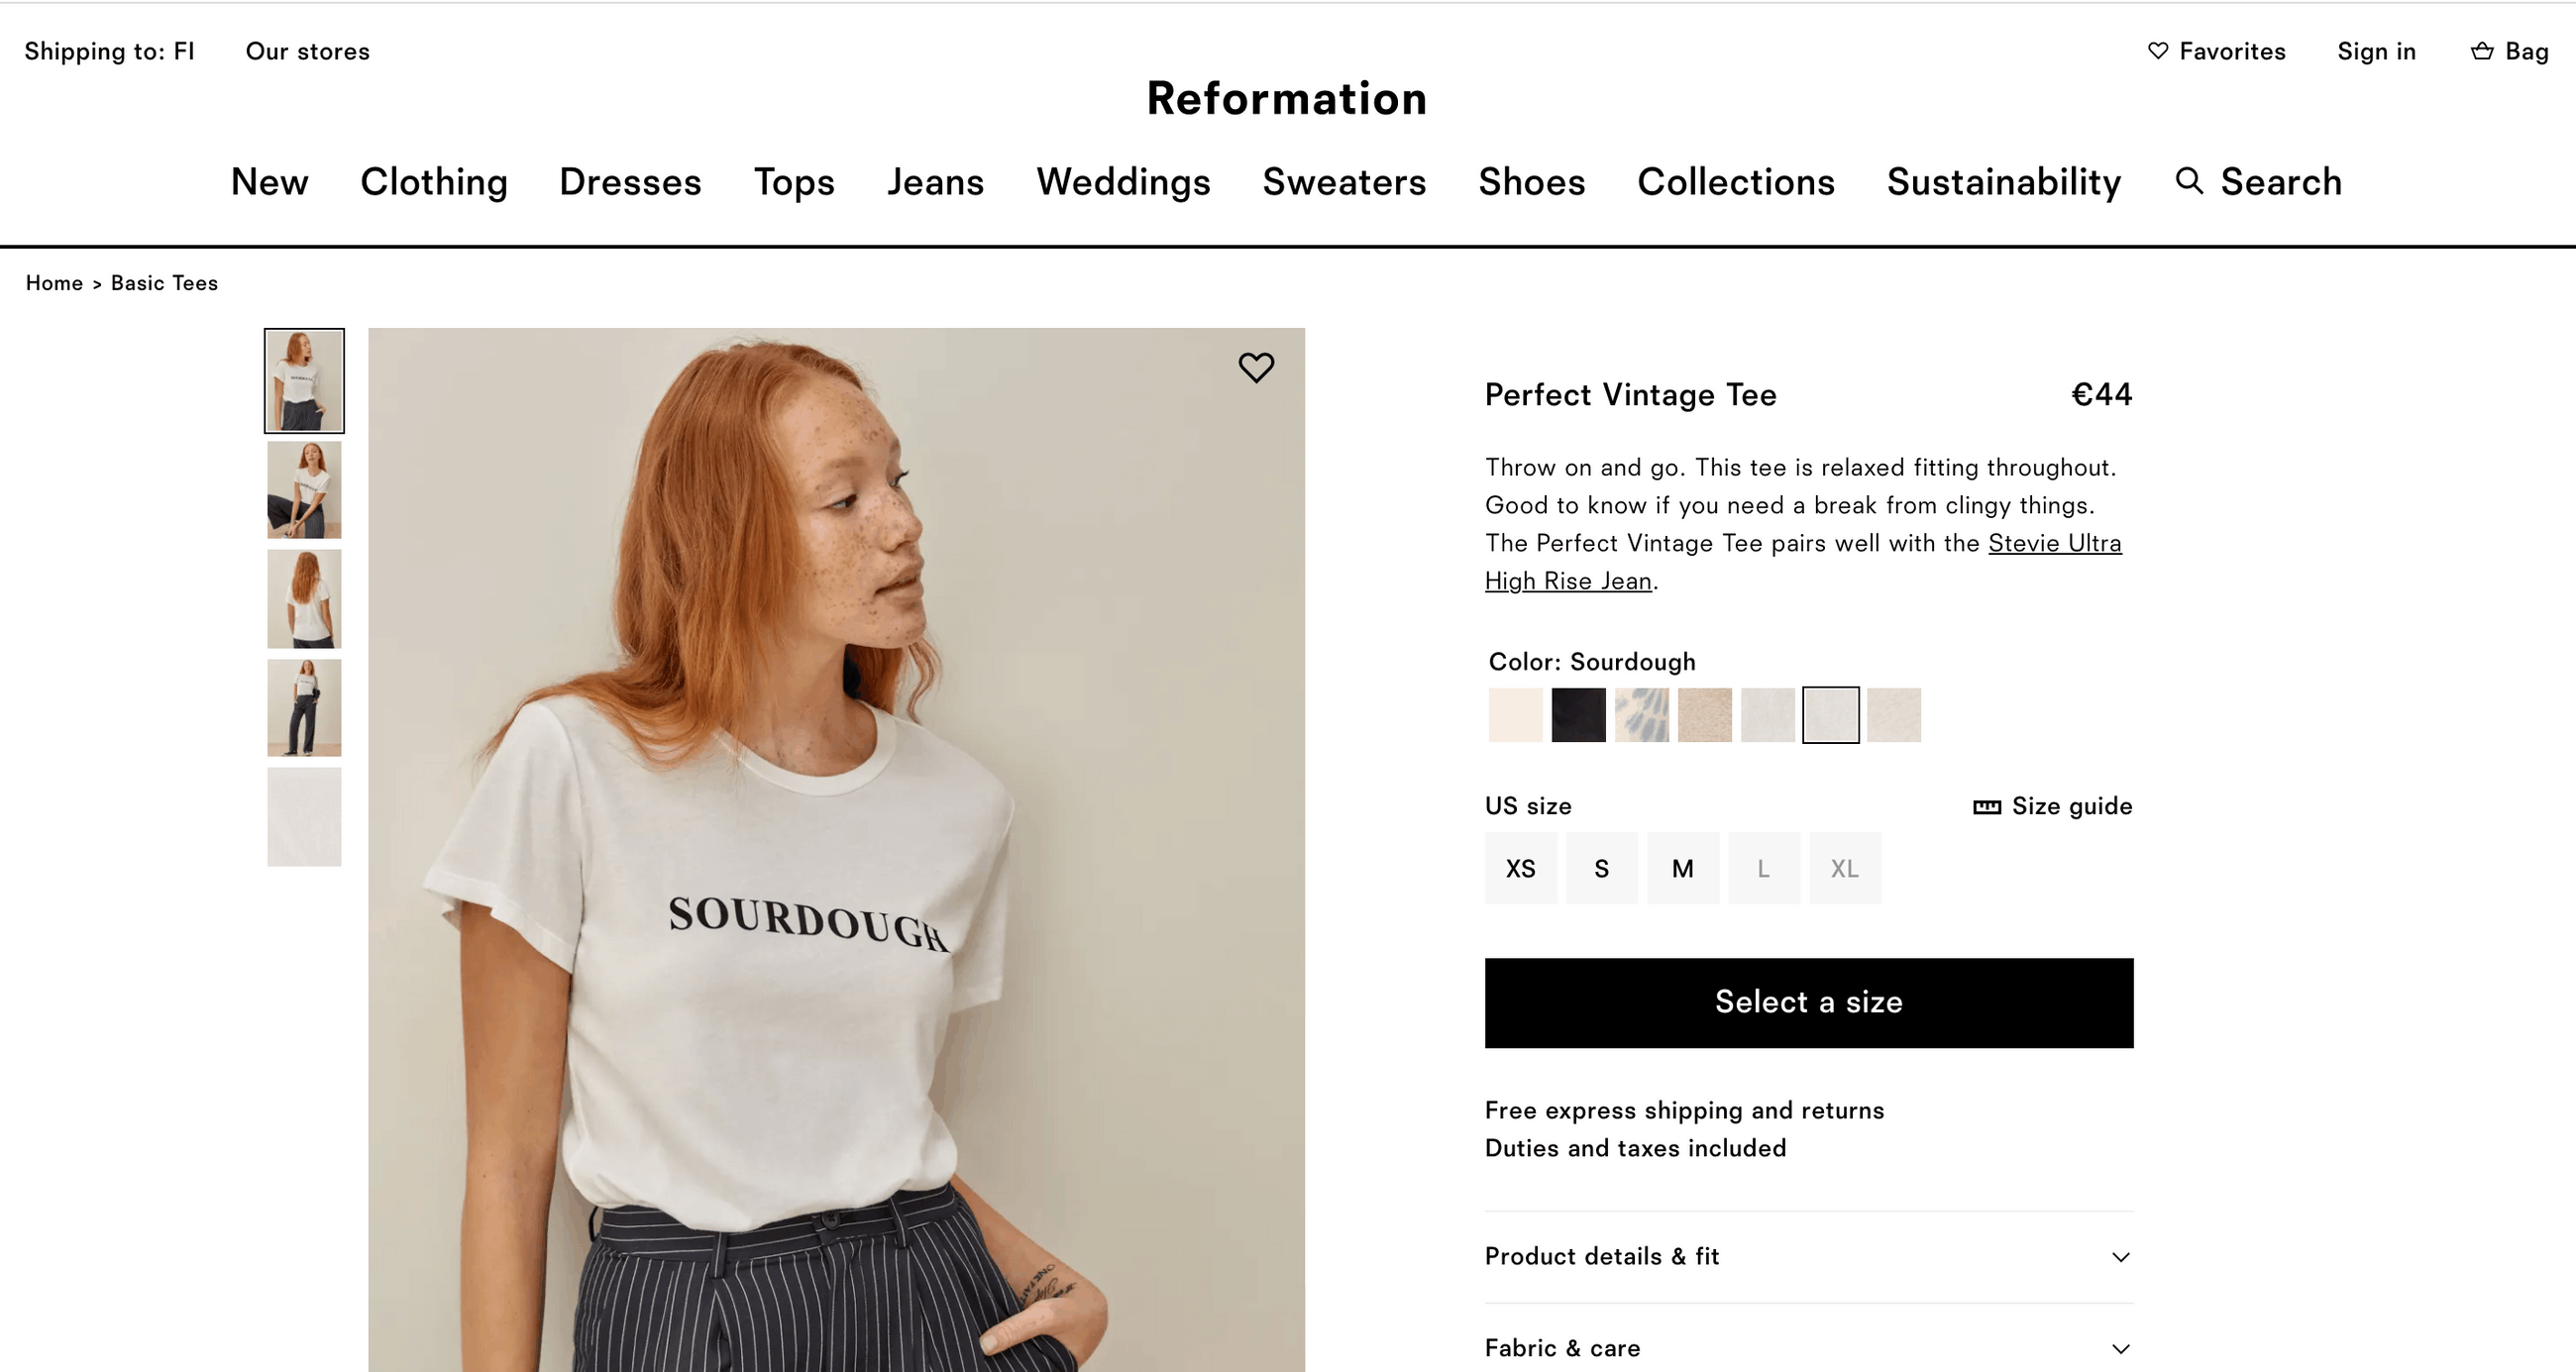 Shipping to: FI
Our stores
Favorites
Sign in
Bag
Reformation
New
Clothing
Dresses
Tops
Jeans
Weddings
Sweaters
Shoes
Collections
Sustainability
Search
Home > Basic Tees
SOURDOUGH
Perfect Vintage Tee
€44
Throw on and go. This tee is relaxed fitting throughout.
Good to know if you need a break from clingy things.
The Perfect Vintage Tee pairs well with the Stevie Ultra
High Rise Jean.
Color: Sourdough
US size
Size guide
XS
S
M
L
XL
Select a size
Free express shipping and returns
Duties and taxes included
Product details & fit
Fabric & care